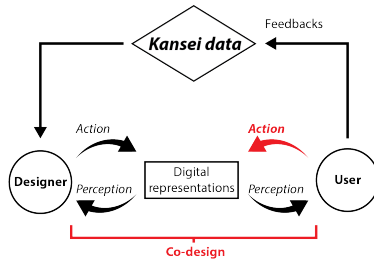 Feedbacks
Kansei data
Action
Action
Designer
Digital
representations
User
Perception
Perception
Co-design